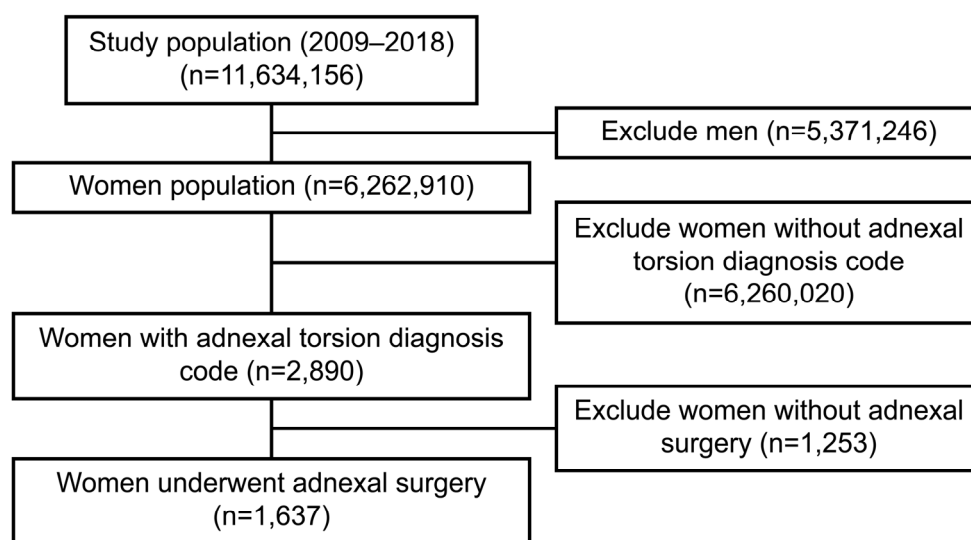 Study population (2009–2018)
(n=11,634,156)
Exclude men (n=5,371,246)
Women population (n=6,262,910)
Exclude women without adnexal
torsion diagnosis code
(n=6,260,020)
Women with adnexal torsion diagnosis
code (n=2,890)
Exclude women without adnexal
surgery (n=1,253)
Women underwent adnexal surgery
(n=1,637)